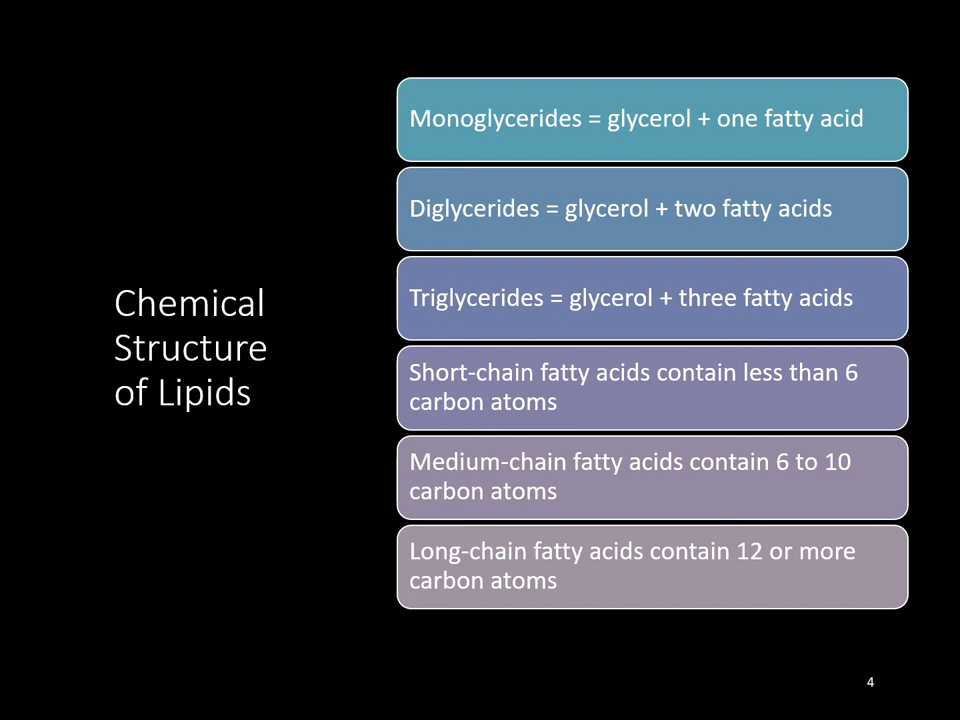 Chemical
Structure
of Lipids
Monoglycerides = glycerol + one fatty acid
Diglycerides = glycerol + two fatty acids
Triglycerides = glycerol + three fatty acids
Short-chain fatty acids contain less than 6
carbon atoms
Medium-chain fatty acids contain 6 to 10
carbon atoms
Long-chain fatty acids contain 12 or more
carbon atoms
4